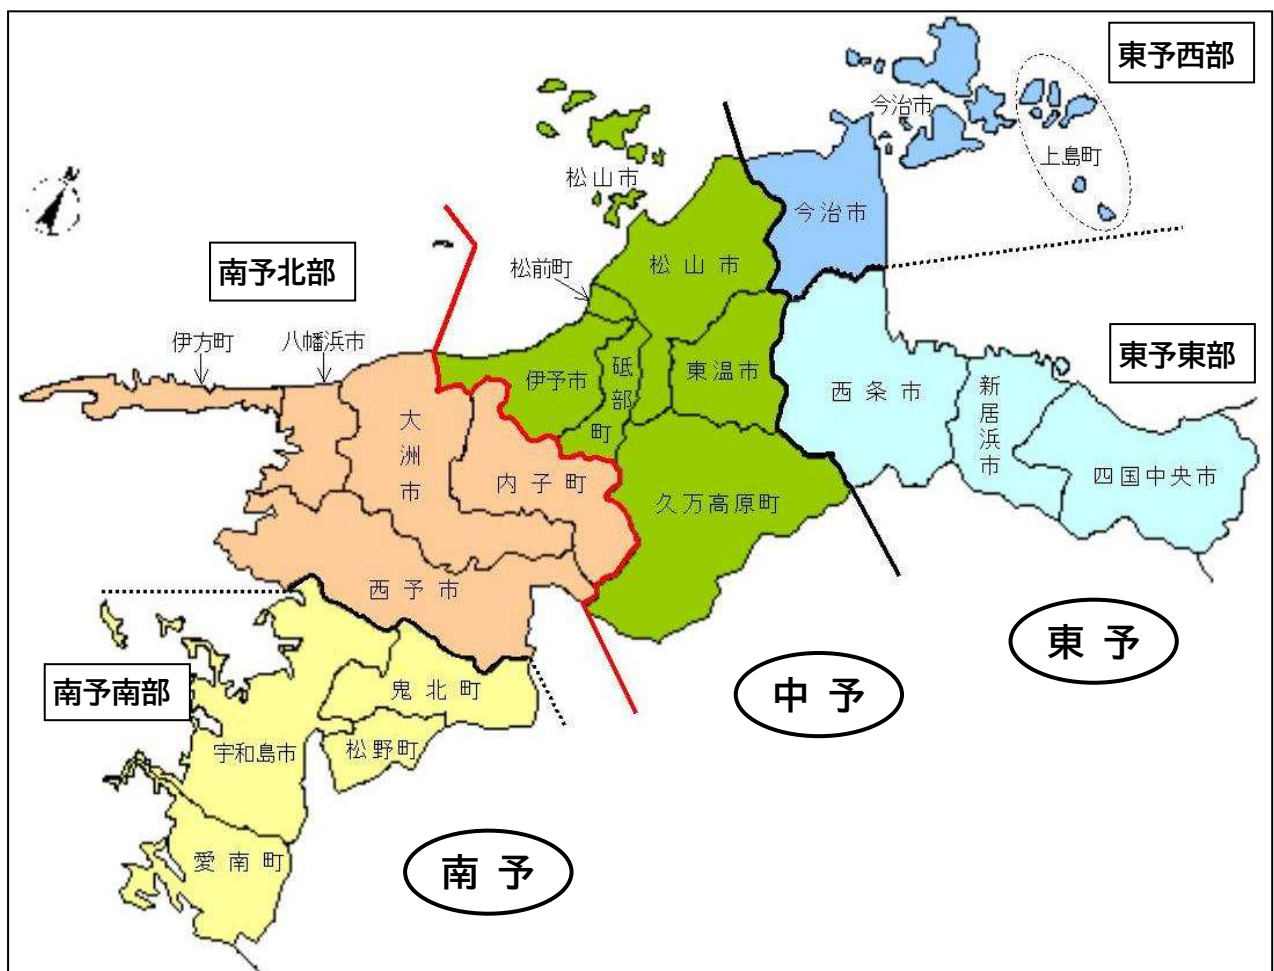 東予西部
今治市
上島町
松山市
今治市
南予北部
松前町
松山市
伊方町
八幡浜市
伊予市
砥部町
東温市
西条市
新居浜市
東予東部
大洲市
内子町
久万高原町
四国中央市
西予市
東予
中予
南予南部
鬼北町
宇和島市
松野町
愛南町
南予
N